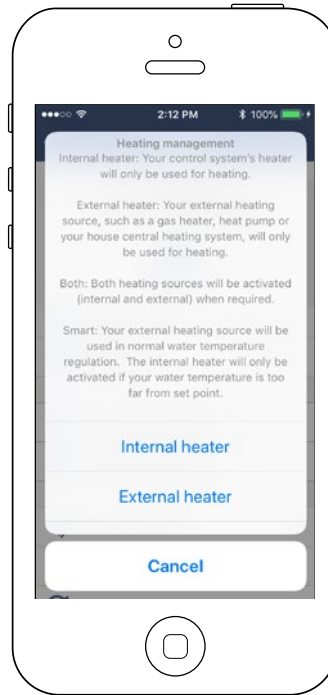 2:12 PM
100%
Heating management
Internal heater: Your control system's heater
will only be used for heating.
External heater: Your external heating
source, such as a gas heater, heat pump or
your house central heating system, will only
be used for heating.
Both: Both heating sources will be activated
(internal and external) when required.
Smart: Your external heating source will be
used in normal water temperature
regulation. The internal heater will only be
activated if your water temperature is too
far from set point.
Internal heater
External heater
Cancel